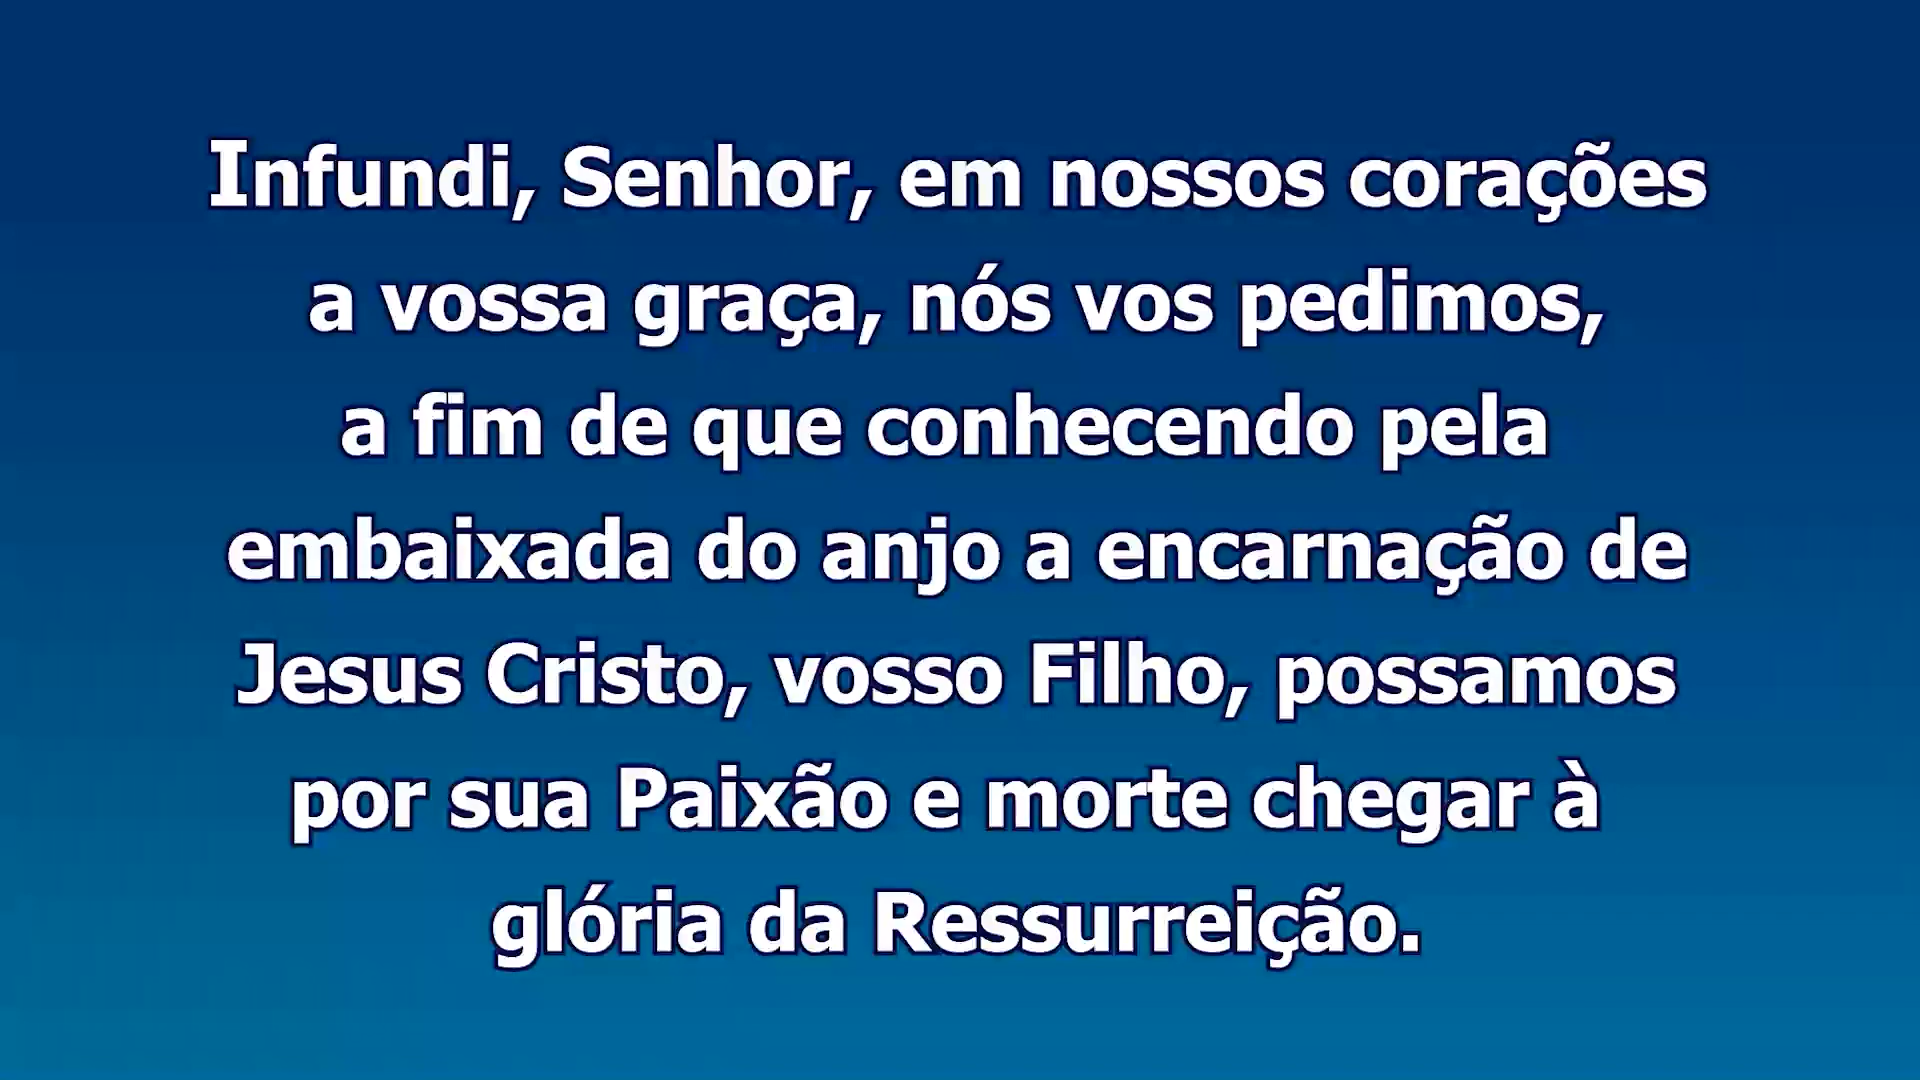 Infundi, Senhor, em nossos corações
a vossa graça, nós vos pedimos,
a fim de que conhecendo pela
embaixada do anjo a encarnação de
Jesus Cristo, vosso Filho, possamos
por sua Paixão e morte chegar à
glória da Ressurreição.